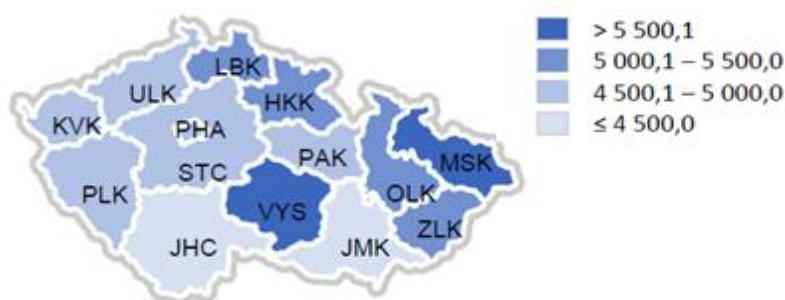 > 5 500,1
5 000,1 – 5 500,0
4 500,1 – 5 000,0
≤ 4 500,0
LBK
ULK
HKK
KVK
PHA
PAK
STC
MSK
PLK
OLK
VYS
ZLK
JHC
JMK